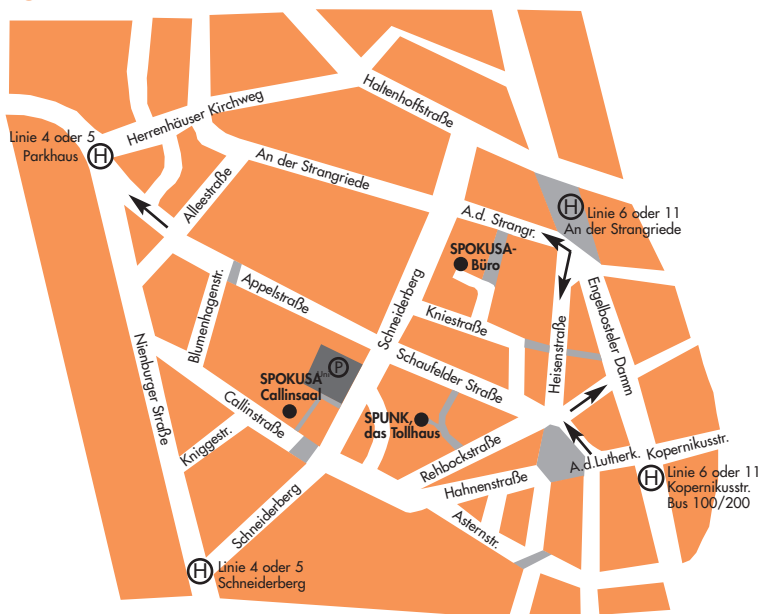 Haltenhoffstraße
Herrenhäuser Kirchweg
Linie 4 oder 5
Parkhaus
H
An der Strangriede
Alleestraße
H
Linie 6 oder 11
An der Strangriede
A.d. Strangr.
SPOKUSA-
Büro
Schneiderberg
Engelbosteler Damm
Appelstraße
Blumenhagenstr.
Kniestraße
Heisenstraße
Nienburger Straße
Schaufelder Straße
P
Uni
SPOKUSA
Callinsaal
Callinstraße
SPUNK,
das Tollhaus
Kniggestr.
Rehbockstraße
A.d.Lutherk.
Kopernikusstr.
Hahnenstraße
H
Linie 6 oder 11
Kopernikusstr.
Bus 100/200
Schneiderberg
Asternstr.
H
Linie 4 oder 5
Schneiderberg